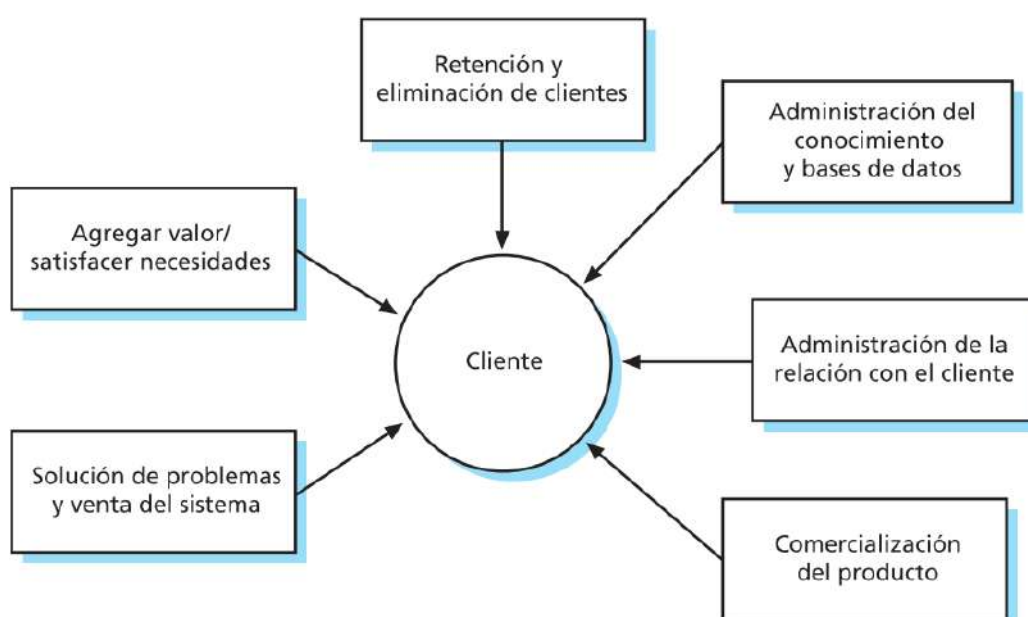 Retención y
eliminación de clientes
Administración del
conocimiento
y bases de datos
Agregar valor/
satisfacer necesidades
Cliente
Administración de la
relación con el cliente
Solución de problemas
y venta del sistema
Comercialización
del producto